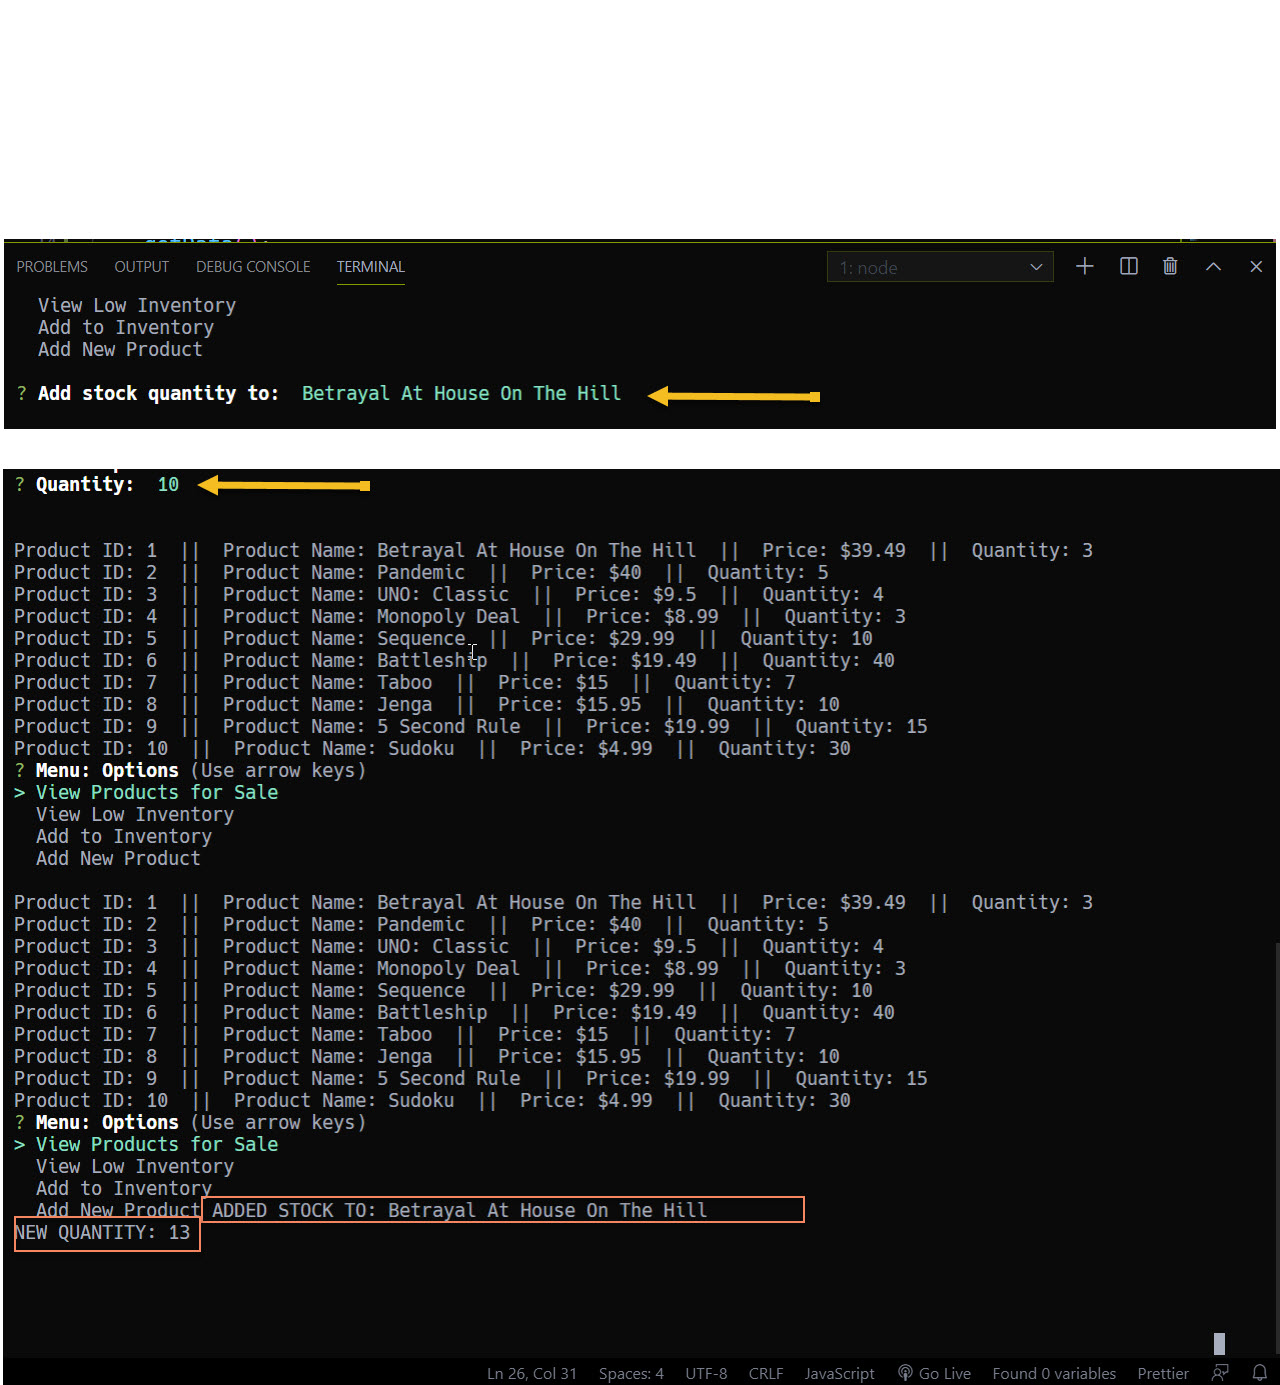 PROBLEMS OUTPUT DEBUG CONSOLE TERMINAL 1: node
View Low Inventory
Add to Inventory
Add New Product
? Add stock quantity to: Betrayal At House On The Hill
? Quantity: 10
Product ID: 1 || Product Name: Betrayal At House On The Hill || Price: $39.49 || Quantity: 3
Product ID: 2 || Product Name: Pandemic || Price: $40 || Quantity: 5
Product ID: 3 || Product Name: UNO: Classic || Price: $9.5 || Quantity: 4
Product ID: 4 || Product Name: Monopoly Deal || Price: $8.99 || Quantity: 3
Product ID: 5 || Product Name: Sequence || Price: $29.99 || Quantity: 10
Product ID: 6 || Product Name: Battleship || Price: $19.49 || Quantity: 40
Product ID: 7 || Product Name: Taboo || Price: $15 || Quantity: 7
Product ID: 8 || Product Name: Jenga || Price: $15.95 || Quantity: 10
Product ID: 9 || Product Name: 5 Second Rule || Price: $19.99 || Quantity: 15
Product ID: 10 || Product Name: Sudoku || Price: $4.99 || Quantity: 30
? Menu: Options (Use arrow keys)
> View Products for Sale
View Low Inventory
Add to Inventory
Add New Product
Product ID: 1 || Product Name: Betrayal At House On The Hill || Price: $39.49 || Quantity: 3
Product ID: 2 || Product Name: Pandemic || Price: $40 || Quantity: 5
Product ID: 3 || Product Name: UNO: Classic || Price: $9.5 || Quantity: 4
Product ID: 4 || Product Name: Monopoly Deal || Price: $8.99 || Quantity: 3
Product ID: 5 || Product Name: Sequence || Price: $29.99 || Quantity: 10
Product ID: 6 || Product Name: Battleship || Price: $19.49 || Quantity: 40
Product ID: 7 || Product Name: Taboo || Price: $15 || Quantity: 7
Product ID: 8 || Product Name: Jenga || Price: $15.95 || Quantity: 10
Product ID: 9 || Product Name: 5 Second Rule || Price: $19.99 || Quantity: 15
Product ID: 10 || Product Name: Sudoku || Price: $4.99 || Quantity: 30
? Menu: Options (Use arrow keys)
> View Products for Sale
View Low Inventory
Add to Inventory
Add New Product ADDED STOCK TO: Betrayal At House On The Hill
NEW QUANTITY: 13
Ln 26, Col 31 Spaces: 4 UTF-8 CRLF JavaScript Go Live Found 0 variables Prettier